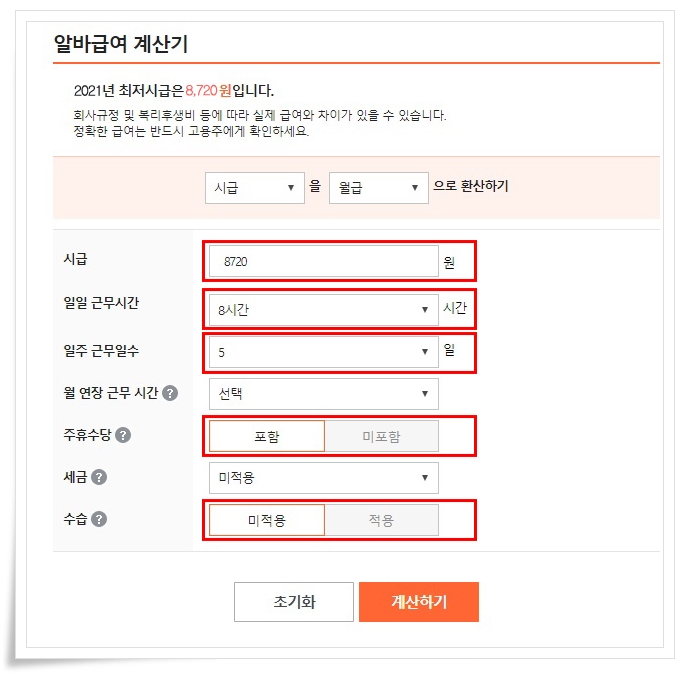 알바급여 계산기
2021년 최저시급은8,720원입니다.
회사규정 및 복리후생비 등에 따라 실제 급여와 차이가 있을 수 있습니다.
정확한 급여는 반드시 고용주에게 확인하세요.
시급 ▼ 을 월급 ▼ 으로 환산하기
시급 8720 원
일일 근무시간 8시간 ▼ 시간
일주 근무일수 5 ▼ 일
월 연장 근무 시간 ? 선택 ▼
주휴수당 ? 포함 미포함
세금 ? 미적용 ▼
수습 ? 미적용 적용
초기화 계산하기